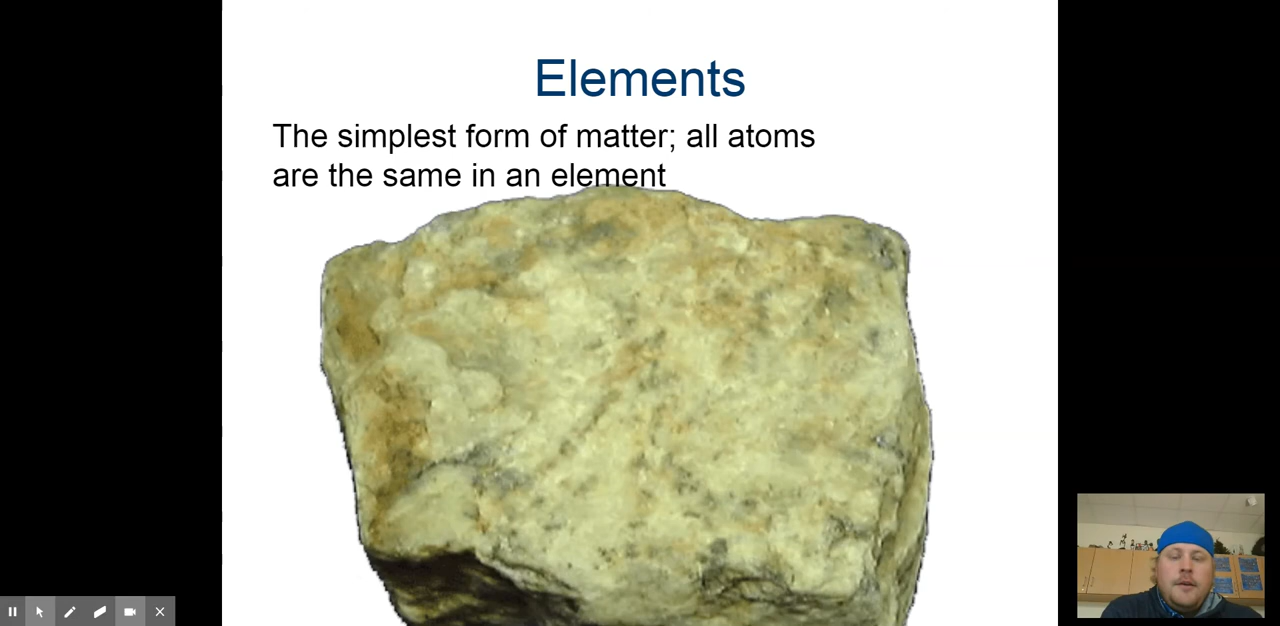 Elements
The simplest form of matter; all atoms
are the same in an element